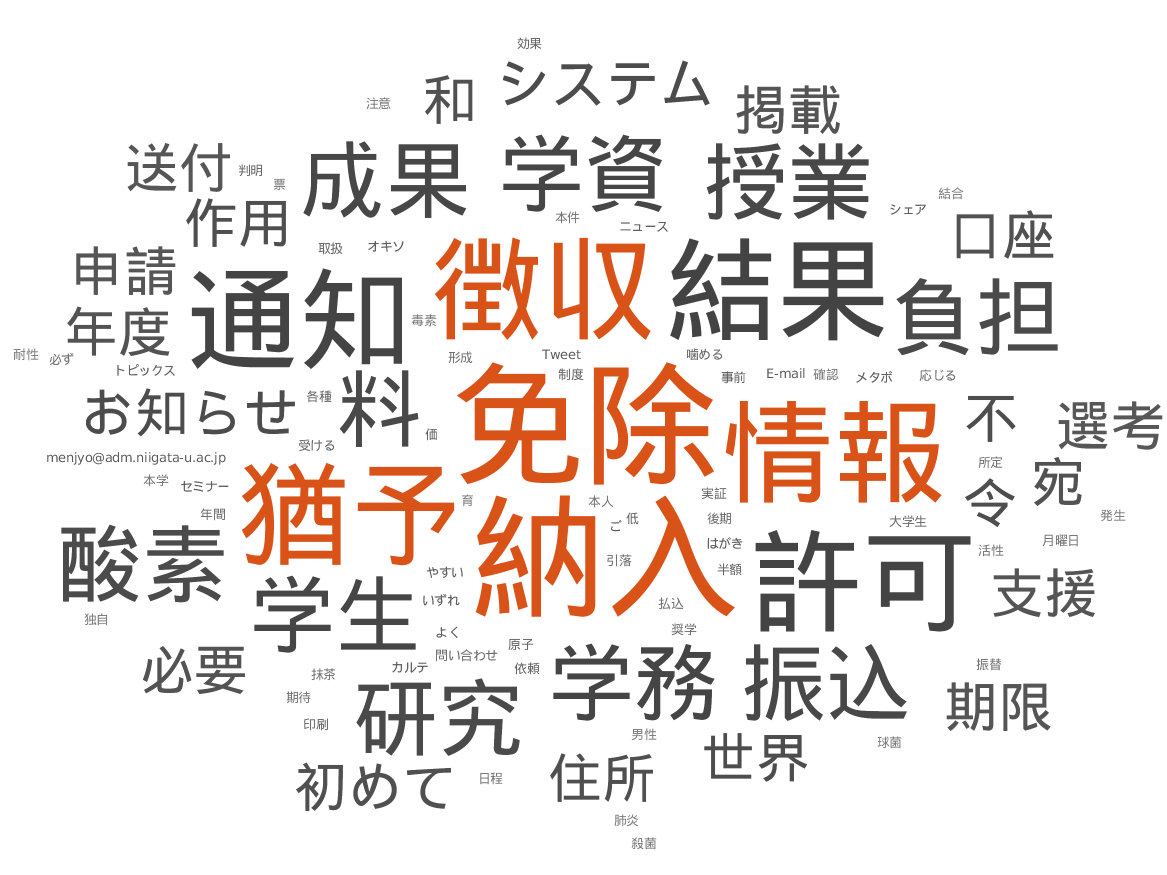 効果
システム
和
注意
掲載
成果
学資
授業
送付
判明
票
結合
作用
本件
シェア
口座
ニュース
取扱
オキソ
申請
通知
徴収
結果
負担
年度
毒素
耐性
必ず
形成
Tweet
噛める
トピックス
制度
事前
E-mail
確認
メタボ
応じる
お知らせ
各種
料
免除
情報
不
選考
価
受ける
menjyo@adm.niigata-u.ac.jp
所定
宛
本学
セミナー
猶予
育
本人
実証
令
年間
ご
低
後期
大学生
発生
酸素
納入
引落
はがき
許可
月曜日
活性
やすい
半額
学生
いずれ
払込
支援
独自
よく
奨学
問い合わせ
原子
必要
カルテ
依頼
学務
振込
振替
抹茶
期待
研究
期限
印刷
男性
世界
球菌
初めて
日程
住所
肺炎
殺菌